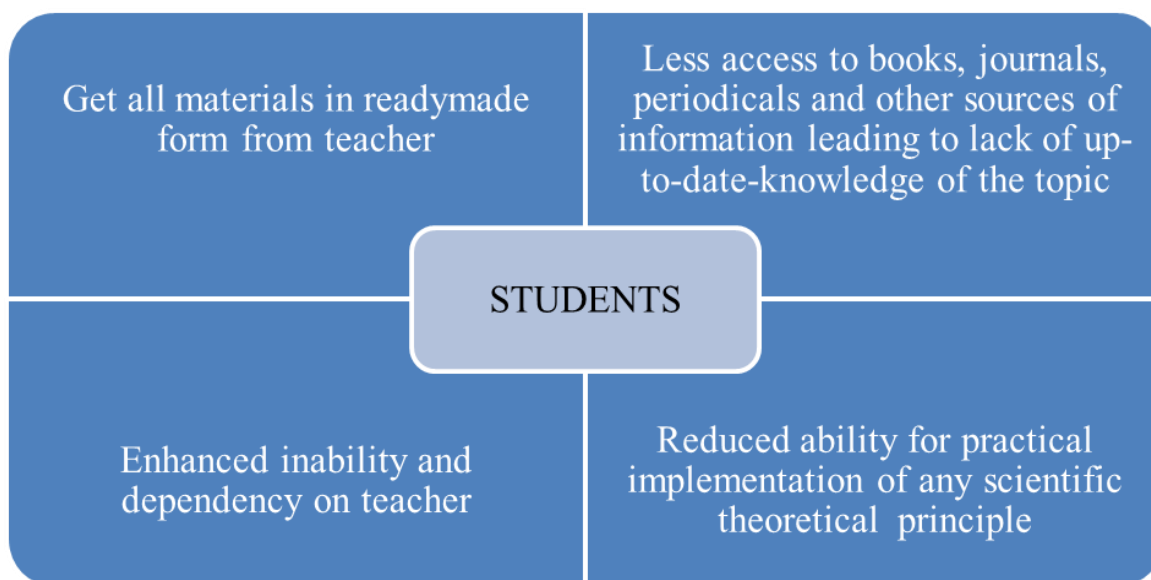 Get all materials in readymade
form from teacher
Less access to books, journals,
periodicals and other sources of
information leading to lack of up-
to-date-knowledge of the topic
STUDENTS
Enhanced inability and
dependency on teacher
Reduced ability for practical
implementation of any scientific
theoretical principle